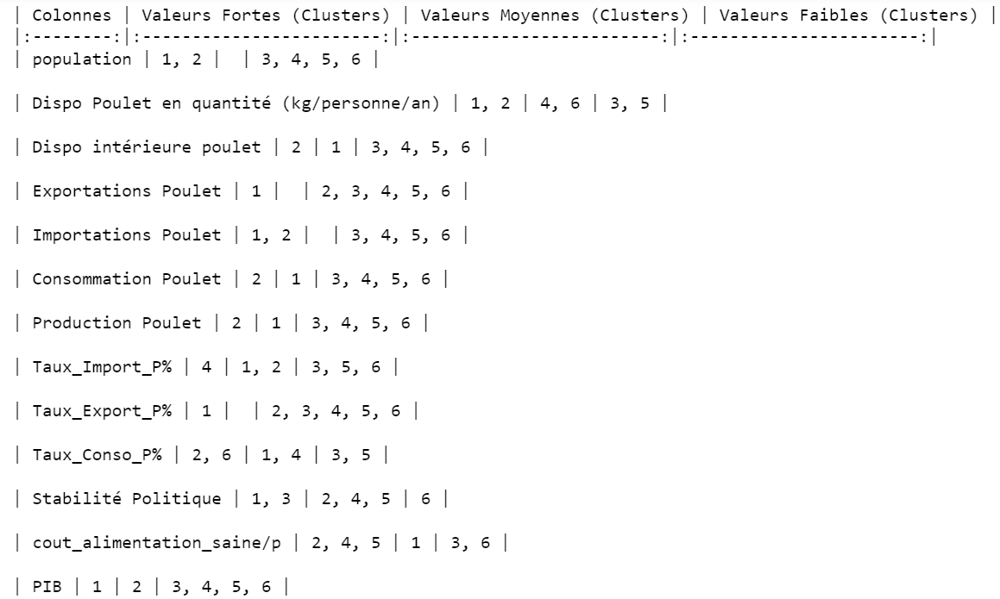 | Colonnes | Valeurs Fortes (Clusters) | Valeurs Moyennes (Clusters) | Valeurs Faibles (Clusters) |
|:--------:|:-------------------------:|:---------------------------:|:-----------------------:|
| population | 1, 2 |  | 3, 4, 5, 6 |
| Dispo Poulet en quantité (kg/personne/an) | 1, 2 | 4, 6 | 3, 5 |
| Dispo intérieure poulet | 2 | 1 | 3, 4, 5, 6 |
| Exportations Poulet | 1 |  | 2, 3, 4, 5, 6 |
| Importations Poulet | 1, 2 |  | 3, 4, 5, 6 |
| Consommation Poulet | 2 | 1 | 3, 4, 5, 6 |
| Production Poulet | 2 | 1 | 3, 4, 5, 6 |
| Taux_Import_P% | 4 | 1, 2 | 3, 5, 6 |
| Taux_Export_P% | 1 |  | 2, 3, 4, 5, 6 |
| Taux_Conso_P% | 2, 6 | 1, 4 | 3, 5 |
| Stabilité Politique | 1, 3 | 2, 4, 5 | 6 |
| cout_alimentation_saine/p | 2, 4, 5 | 1 | 3, 6 |
| PIB | 1 | 2 | 3, 4, 5, 6 |